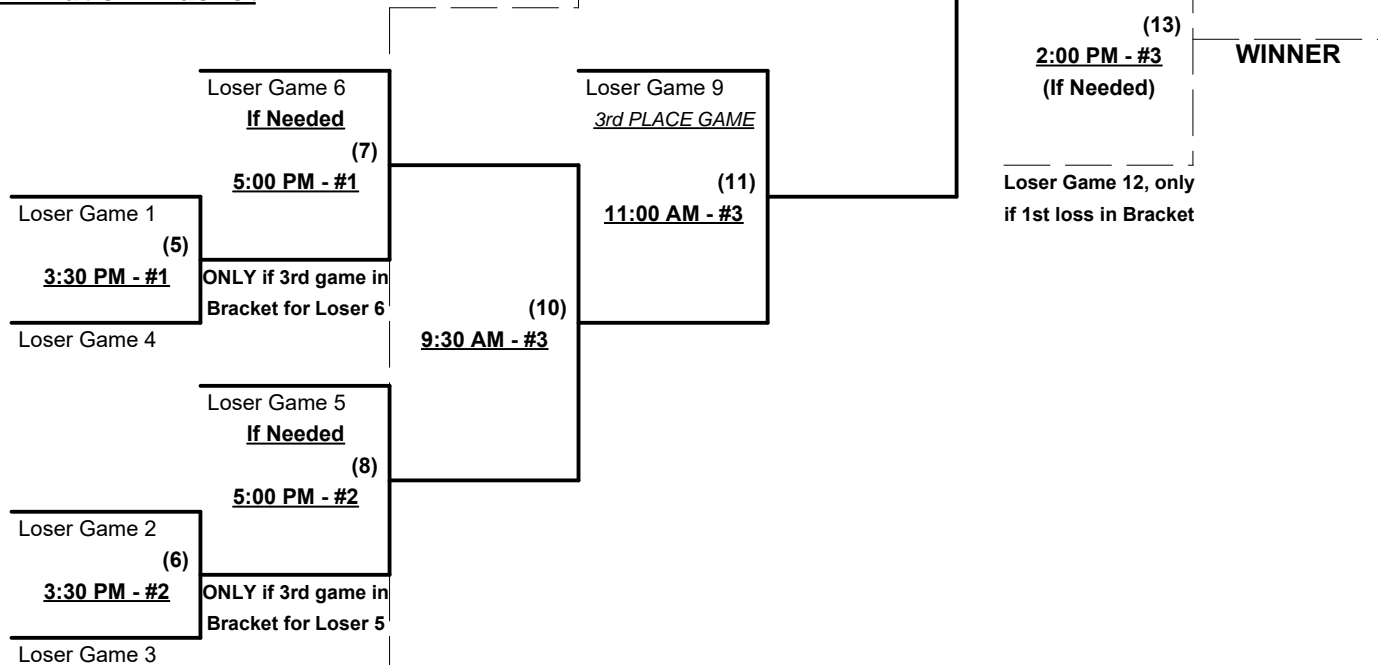 (13)
2:00 PM - #3
WINNER
(If Needed)
Loser Game 12, only
if 1st loss in Bracket
Loser Game 6
If Needed
(7)
5:00 PM - #1
Loser Game 9
3rd PLACE GAME
(11)
11:00 AM - #3
Loser Game 1
(5)
3:30 PM - #1
Loser Game 4
ONLY if 3rd game in
Bracket for Loser 6
(10)
9:30 AM - #3
Loser Game 5
If Needed
(8)
5:00 PM - #2
Loser Game 2
(6)
3:30 PM - #2
Loser Game 3
ONLY if 3rd game in
Bracket for Loser 5